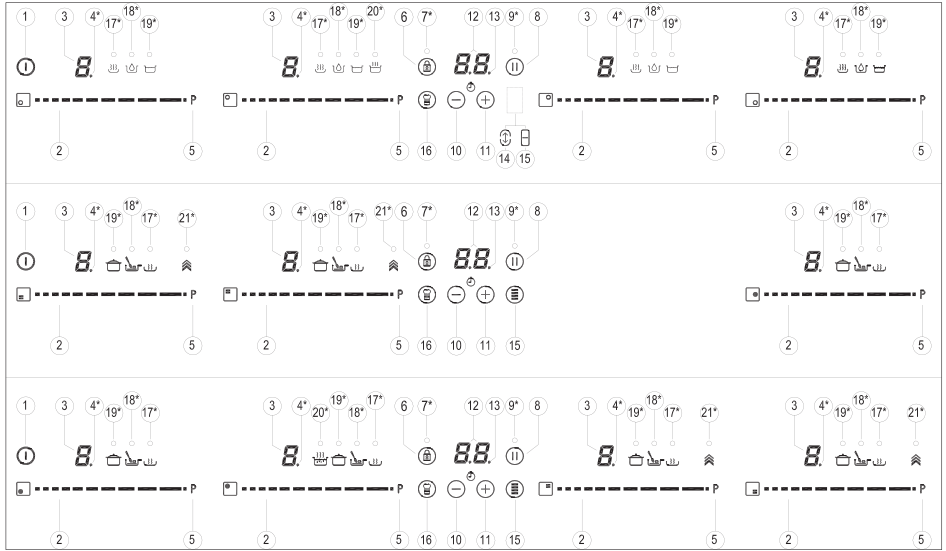 1 3 4* 17* 18* 19* 3 4* 17* 18* 19* 20* 6 7* 12 13 9* 8 3 4* 17* 18* 19* 3 4* 17* 18* 19*
8. 8. 8.8. 8. 8.
P P P P
2 5 2 5 16 10 11 14 15 2 5 2 5
1 3 4* 19* 18* 17* 21* 3 4* 19* 18* 17* 21* 6 7* 12 13 9* 8 3 4* 19* 18* 17*
8. 8. 8.8. 8.
P P P
2 5 2 5 16 10 11 15 2 5
1 3 4* 19* 18* 17* 3 4* 20* 19* 18* 17* 6 7* 12 13 9* 8 3 4* 19* 18* 17* 21* 3 4* 19* 18* 17* 21*
8. 8. 8.8. 8. 8.
P P P P
2 5 2 5 16 10 11 15 2 5 2 5